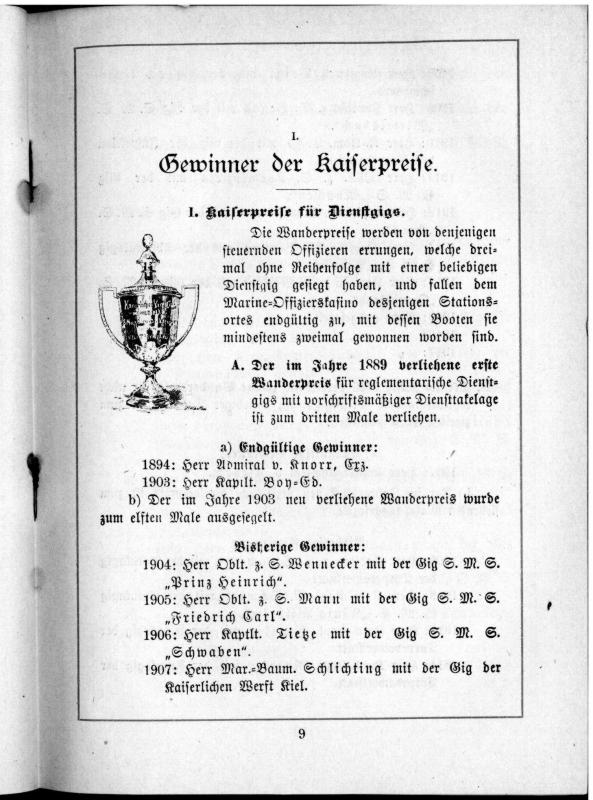 I.
Gewinner der Kaiserpreise.
I. Kaiserpreise für Dienstgigs.
Die Wanderpreise werden von denjenigen
steuernden Offizieren errungen, welche drei-
mal ohne Reihenfolge mit einer beliebigen
Dienstgig gesiegt haben, und fallen dem
Marine-Offizierskasino desjenigen Stations-
ortes endgültig zu, mit dessen Booten sie
mindestens zweimal gewonnen worden sind.
A. Der im Jahre 1889 verliehene erste
Wanderpreis für reglementarische Dienst-
gigs mit vorschriftsmäßiger Diensttakelage
ist zum dritten Male verliehen.
a) Endgültige Gewinner:
1894: Herr Admiral v. Knorr, Exz.
1903: Herr Kaptlt. Boy-Ed.
b) Der im Jahre 1903 neu verliehene Wanderpreis wurde
zum elften Male ausgesegelt.
Bisherige Gewinner:
1904: Herr Oblt. z. S. Wennecker mit der Gig S. M. S.
„Prinz Heinrich“.
1905: Herr Oblt. z. S. Mann mit der Gig S. M. S.
„Friedrich Carl“.
1906: Herr Kaptlt. Tietze mit der Gig S. M. S.
„Schwaben“.
1907: Herr Mar.-Baum. Schlichting mit der Gig der
Kaiserlichen Werft Kiel.
9